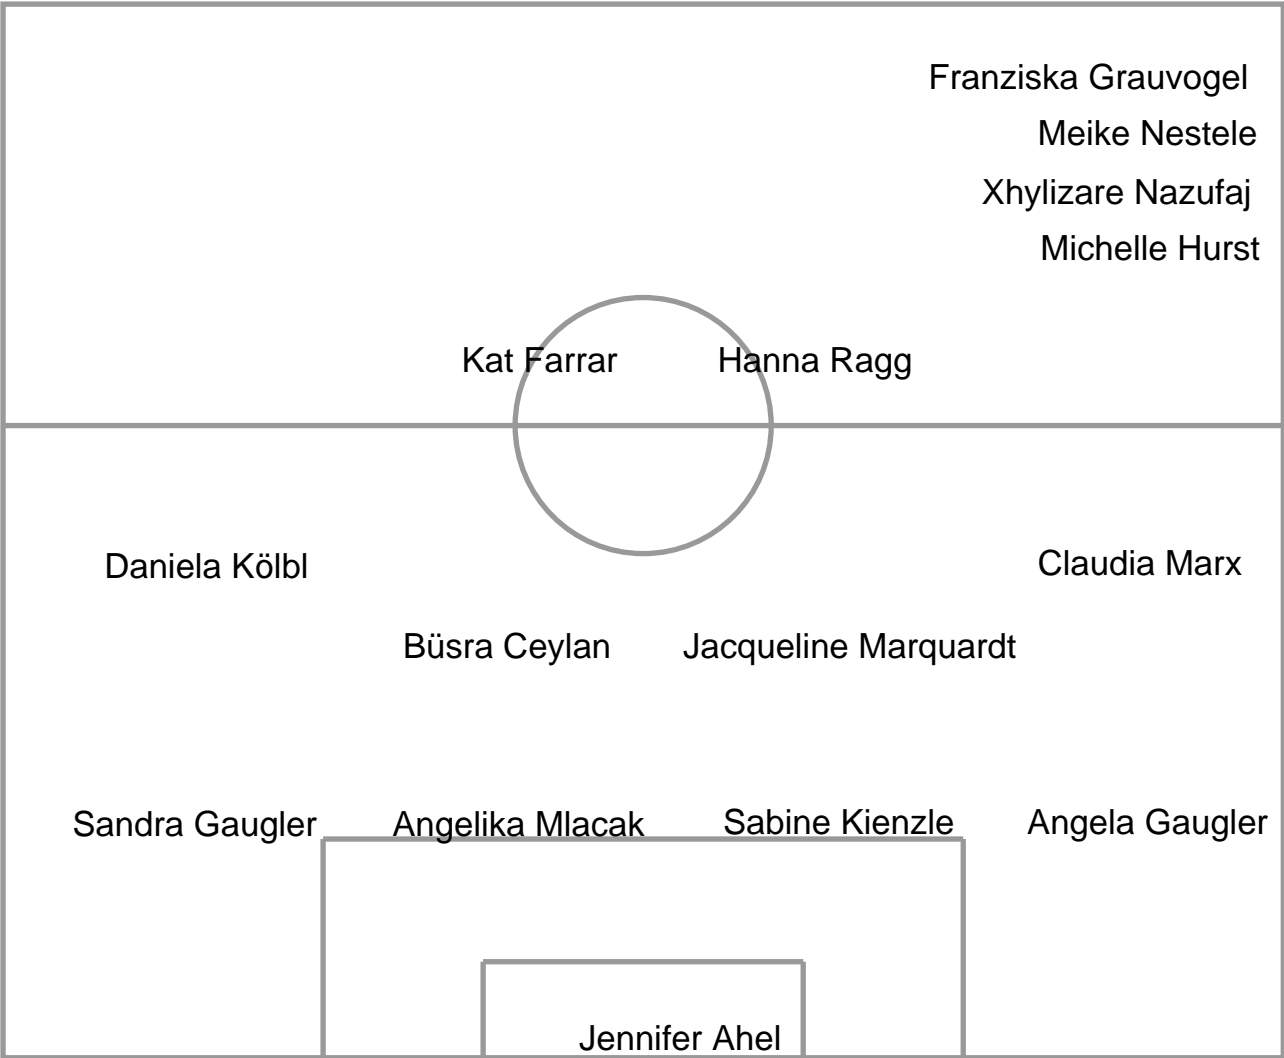 Franziska Grauvogel
Meike Nestele
Xhylizare Nazufaj
Michelle Hurst
Kat Farrar Hanna Ragg
Daniela Kölbl Claudia Marx
Büsra Ceylan Jacqueline Marquardt
Sandra Gaugler Angelika Mlacak Sabine Kienzle Angela Gaugler
Jennifer Ahel